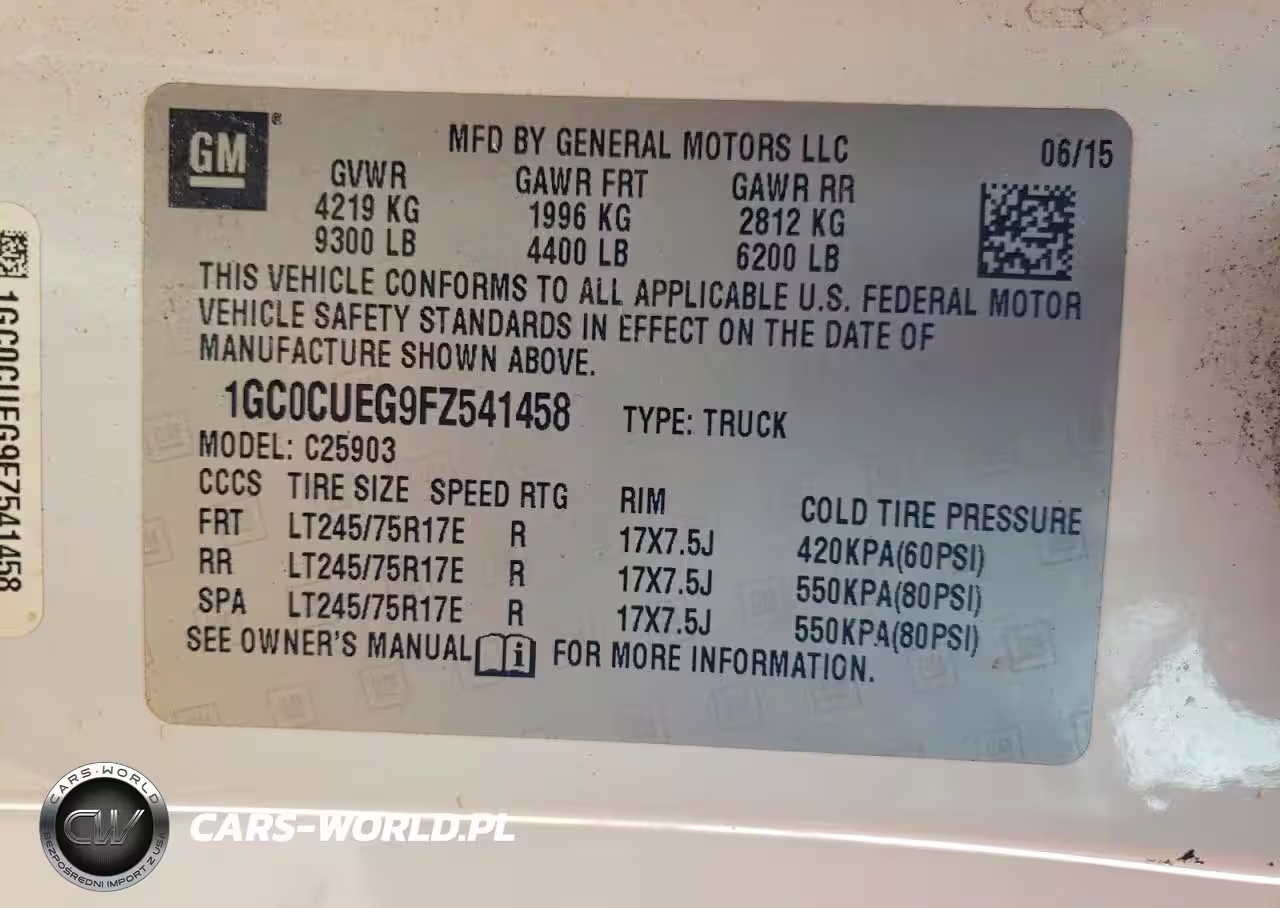 GM
®
MFD BY GENERAL MOTORS LLC 06/15
GVWR GAWR FRT GAWR RR
4219 KG 1996 KG 2812 KG
9300 LB 4400 LB 6200 LB
THIS VEHICLE CONFORMS TO ALL APPLICABLE U.S. FEDERAL MOTOR
VEHICLE SAFETY STANDARDS IN EFFECT ON THE DATE OF
MANUFACTURE SHOWN ABOVE.
1GC0CUEG9FZ541458 TYPE: TRUCK
MODEL: C25903
CCCS TIRE SIZE SPEED RTG RIM COLD TIRE PRESSURE
FRT LT245/75R17E R 17X7.5J 420KPA(60PSI)
RR LT245/75R17E R 17X7.5J 550KPA(80PSI)
SPA LT245/75R17E R 17X7.5J 550KPA(80PSI)
SEE OWNER'S MANUAL i FOR MORE INFORMATION.
1GC0CUEG9FZ541458
CARS-WORLD
CW
BEZPOŚREDNI IMPORT Z USA
CARS-WORLD.PL